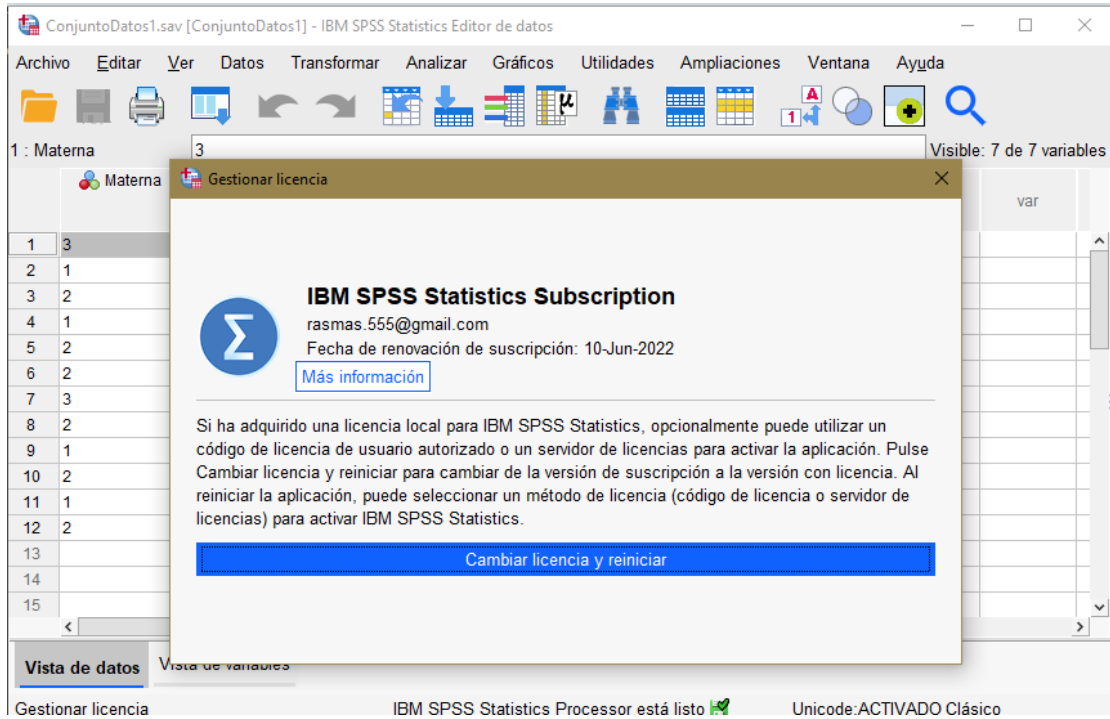 ConjuntoDatos1.sav [ConjuntoDatos1] - IBM SPSS Statistics Editor de datos
Archivo Editar Ver Datos Transformar Analizar Gráficos Utilidades Ampliaciones Ventana Ayuda
μ A 1
1 : Materna 3 Visible: 7 de 7 variables
Materna
Gestionar licencia
var
1 3
2 1
3 2
4 1
5 2
6 2
7 3
8 2
9 1
10 2
11 1
12 2
13
14
15
Σ
IBM SPSS Statistics Subscription
rasmas.555@gmail.com
Fecha de renovación de suscripción: 10-Jun-2022
Más información
Si ha adquirido una licencia local para IBM SPSS Statistics, opcionalmente puede utilizar un
código de licencia de usuario autorizado o un servidor de licencias para activar la aplicación. Pulse
Cambiar licencia y reiniciar para cambiar de la versión de suscripción a la versión con licencia. Al
reiniciar la aplicación, puede seleccionar un método de licencia (código de licencia o servidor de
licencias) para activar IBM SPSS Statistics.
Cambiar licencia y reiniciar
Vista de datos Vista de variables
Gestionar licencia IBM SPSS Statistics Processor está listo Unicode:ACTIVADO Clásico